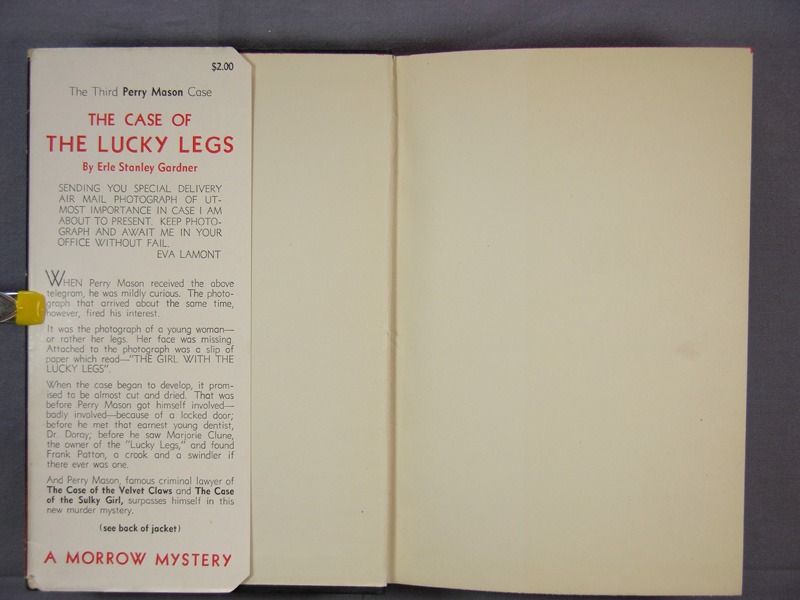 $2.00
The Third Perry Mason Case
THE CASE OF
THE LUCKY LEGS
By Erle Stanley Gardner
SENDING YOU SPECIAL DELIVERY
AIR MAIL PHOTOGRAPH OF UT-
MOST IMPORTANCE IN CASE I AM
ABOUT TO PRESENT. KEEP PHOTO-
GRAPH AND AWAIT ME IN YOUR
OFFICE WITHOUT FAIL.
EVA LAMONT
WHEN Perry Mason received the above
telegram, he was mildly curious. The photo-
graph that arrived about the same time,
however, fired his interest.
It was the photograph of a young woman—
or rather her legs. Her face was missing.
Attached to the photograph was a slip of
paper which read—"THE GIRL WITH THE
LUCKY LEGS".
When the case began to develop, it prom-
ised to be almost cut and dried. That was
before Perry Mason got himself involved—
badly involved—because of a locked door;
before he met that earnest young dentist,
Dr. Doray; before he saw Marjorie Clune,
the owner of the "Lucky Legs," and found
Frank Patton, a crook and a swindler if
there ever was one.
And Perry Mason, famous criminal lawyer of
The Case of the Velvet Claws and The Case
of the Sulky Girl, surpasses himself in this
new murder mystery.
(see back of jacket)
A MORROW MYSTERY